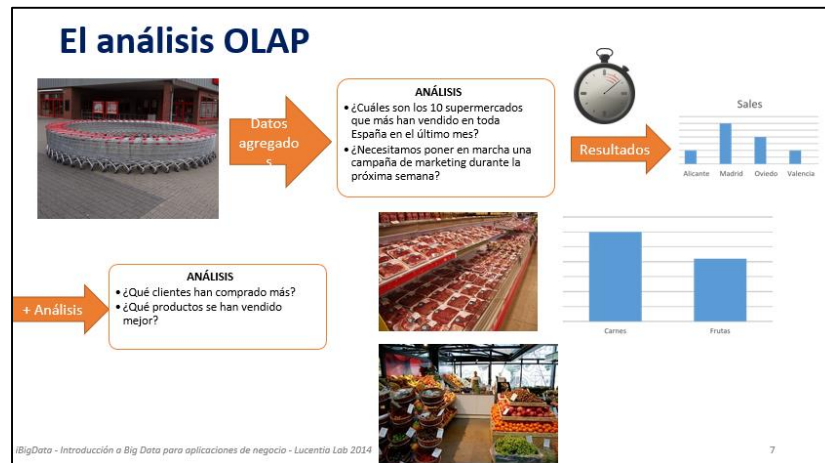 El análisis OLAP
Datos
agregado
s
ANÁLISIS
• ¿Cuáles son los 10 supermercados
que más han vendido en toda
España en el último mes?
• ¿Necesitamos poner en marcha una
campaña de marketing durante la
próxima semana?
Resultados
Sales
Alicante Madrid Oviedo Valencia
+ Análisis
ANÁLISIS
• ¿Qué clientes han comprado más?
• ¿Qué productos se han vendido
mejor?
Carnes Frutas
iBigData - Introducción a Big Data para aplicaciones de negocio - Lucentia Lab 2014
7